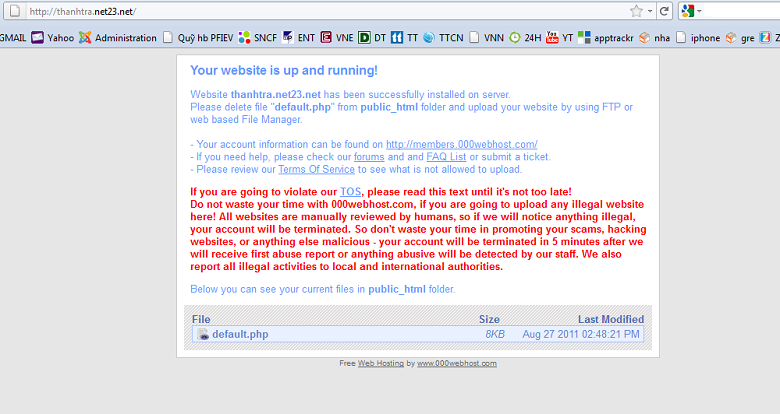 http://thanhtra.net23.net/
GMAIL Yahoo Administration Quỹ hb PFIEV SNCF ENT VNE DT TT TTCN VNN 24H YT apptrackr nha iphone gre Z
Your website is up and running!
Website thanhtra.net23.net has been successfully installed on server.
Please delete file "default.php" from public_html folder and upload your website by using FTP or
web based File Manager.
- Your account information can be found on http://members.000webhost.com/
- If you need help, please check our forums and and FAQ List or submit a ticket.
- Please review our Terms Of Service to see what is not allowed to upload.
If you are going to violate our TOS, please read this text until it's not too late!
Do not waste your time with 000webhost.com, if you are going to upload any illegal website
here! All websites are manually reviewed by humans, so if we will notice anything illegal,
your account will be terminated. So don't waste your time in promoting your scams, hacking
websites, or anything else malicious - your account will be terminated in 5 minutes after we
will receive first abuse report or anything abusive will be detected by our staff. We also
report all illegal activities to local and international authorities.
Below you can see your current files in public_html folder.
File Size Last Modified
default.php 8KB Aug 27 2011 02:48:21 PM
Free Web Hosting by www.000webhost.com